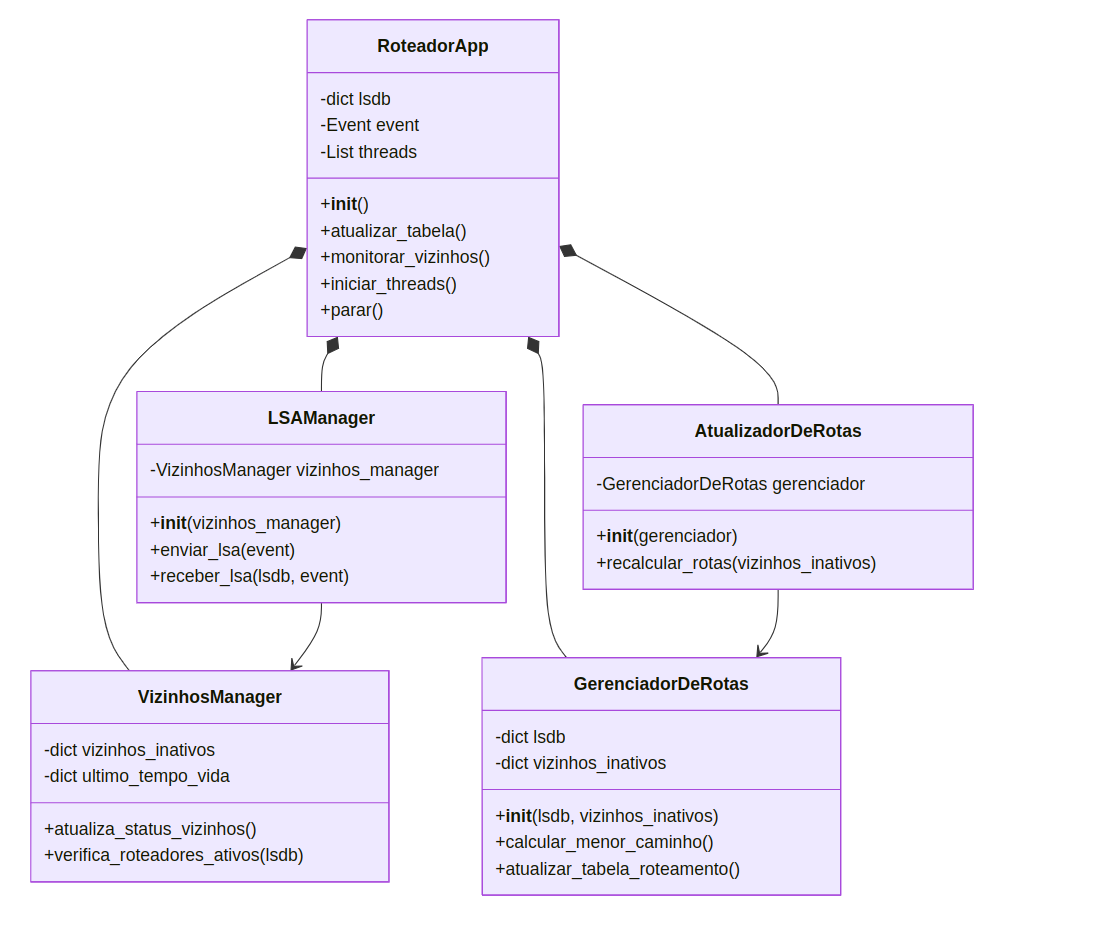 RoteadorApp
-dict lsdb
-Event event
-List threads
+init()
+atualizar_tabela()
+monitorar_vizinhos()
+iniciar_threads()
+parar()
LSAManager
-VizinhosManager vizinhos_manager
+init(vizinhos_manager)
+enviar_lsa(event)
+receber_lsa(lsdb, event)
AtualizadorDeRotas
-GerenciadorDeRotas gerenciador
+init(gerenciador)
+recalcular_rotas(vizinhos_inativos)
VizinhosManager
-dict vizinhos_inativos
-dict ultimo_tempo_vida
+atualiza_status_vizinhos()
+verifica_roteadores_ativos(lsdb)
GerenciadorDeRotas
-dict lsdb
-dict vizinhos_inativos
+init(lsdb, vizinhos_inativos)
+calcular_menor_caminho()
+atualizar_tabela_roteamento()